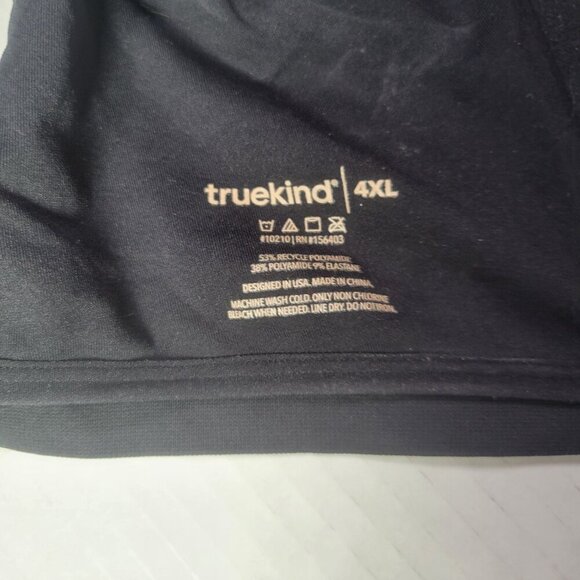 truekind® | 4XL
#10210 | RN #156403
53% RECYCLE POLYAMIDE
38% POLYAMIDE 9% ELASTANE
DESIGNED IN USA. MADE IN CHINA.
MACHINE WASH COLD. ONLY NON CHLORINE
BLEACH WHEN NEEDED. LINE DRY. DO NOT IRON.